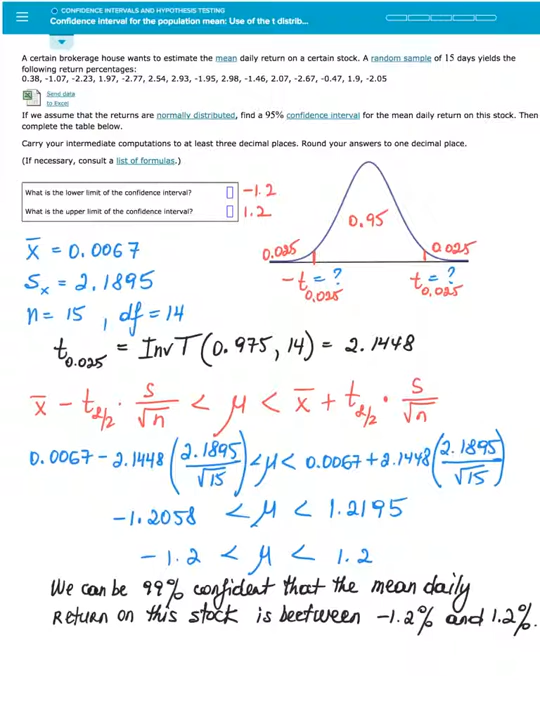 CONFIDENCE INTERVALS AND HYPOTHESIS TESTING
Confidence interval for the population mean: Use of the t distrib...
A certain brokerage house wants to estimate the mean daily return on a certain stock. A random sample of 15 days yields the
following return percentages:
0.38, -1.07, -2.23, 1.97, -2.77, 2.54, 2.93, -1.95, 2.98, -1.46, 2.07, -2.67, -0.47, 1.9, -2.05
Send data
to Excel
If we assume that the returns are normally distributed, find a 95% confidence interval for the mean daily return on this stock. Then
complete the table below.
Carry your intermediate computations to at least three decimal places. Round your answers to one decimal place.
(If necessary, consult a list of formulas.)
What is the lower limit of the confidence interval? -1.2
What is the upper limit of the confidence interval? 1.2
0.95
0.025 0.025
-t0.025 = ? t0.025 = ?
x̄ = 0.0067
Sx = 2.1895
n = 15 , df = 14
t0.025 = InvT(0.975, 14) = 2.1448
x̄ - tα/2 · s/√n < μ < x̄ + tα/2 · s/√n
0.0067 - 2.1448 (2.1895/√15) < μ < 0.0067 + 2.1448 (2.1895/√15)
-1.2058 < μ < 1.2195
-1.2 < μ < 1.2
We can be 99% confident that the mean daily
return on this stock is beetween -1.2% and 1.2%.